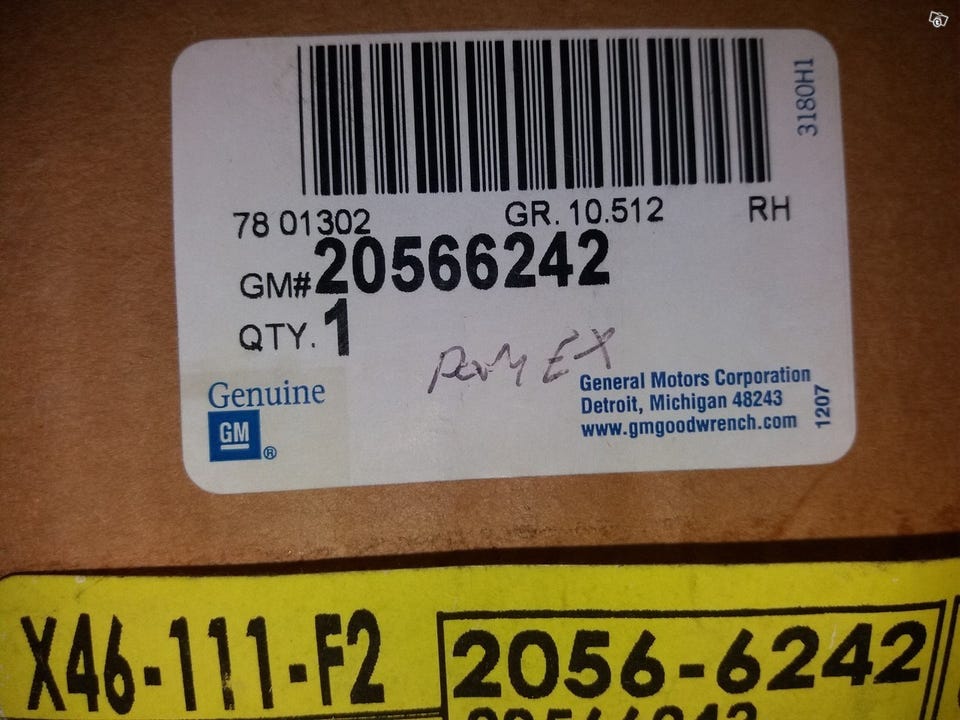 3180H1
78 01302 GR. 10.512 RH
GM# 20566242
QTY. 1
EX
Genuine
GM ®
General Motors Corporation
Detroit, Michigan 48243
www.gmgoodwrench.com
1207
X46-111-F2
2056-6242